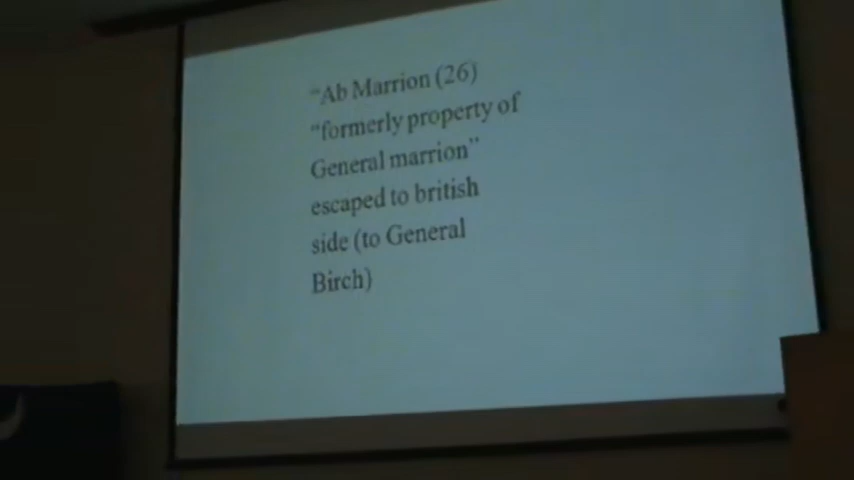 "Ab Marrion (26)
"formerly property of
General marrion"
escaped to british
side (to General
Birch)